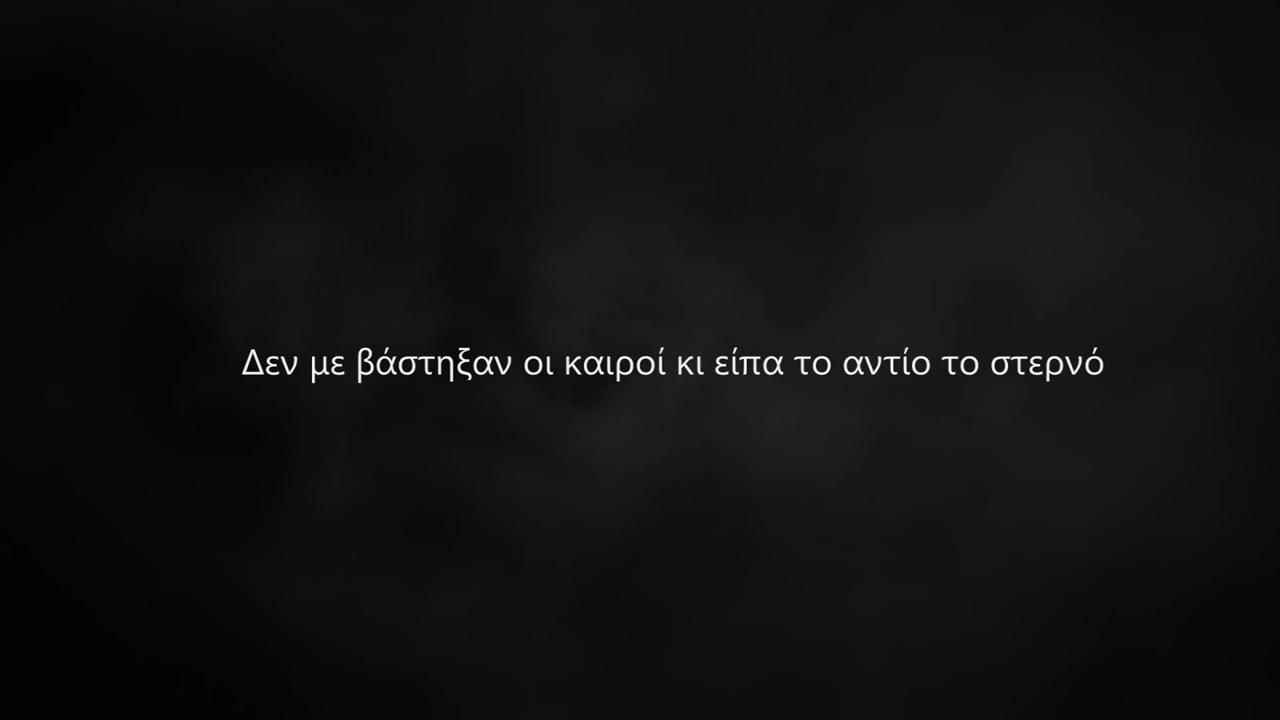 Δεν με βάστηξαν οι καιροί κι είπα το αντίο το στερνό